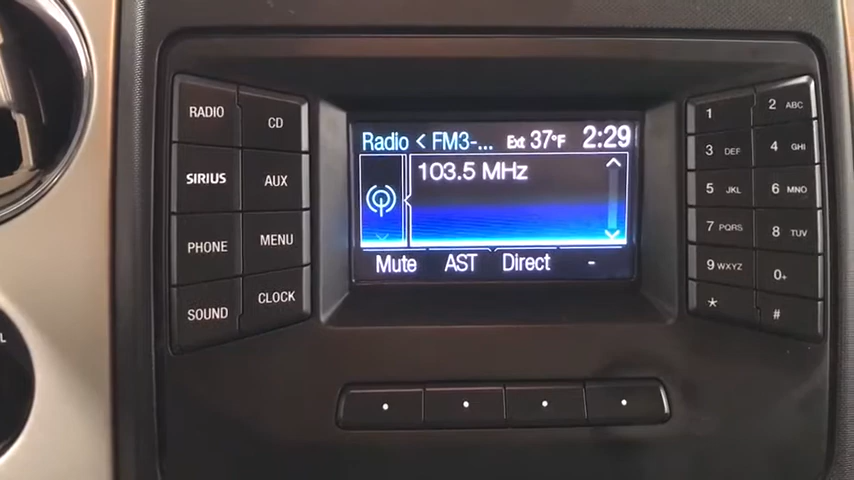 RADIO
CD
SIRIUS
AUX
PHONE
MENU
SOUND
CLOCK
Radio < FM3-... Ext 37°F 2:29
103.5 MHz
Mute AST Direct -
1
2 ABC
3 DEF
4 GHI
5 JKL
6 MNO
7 PQRS
8 TUV
9 WXYZ
0+
*
#
L